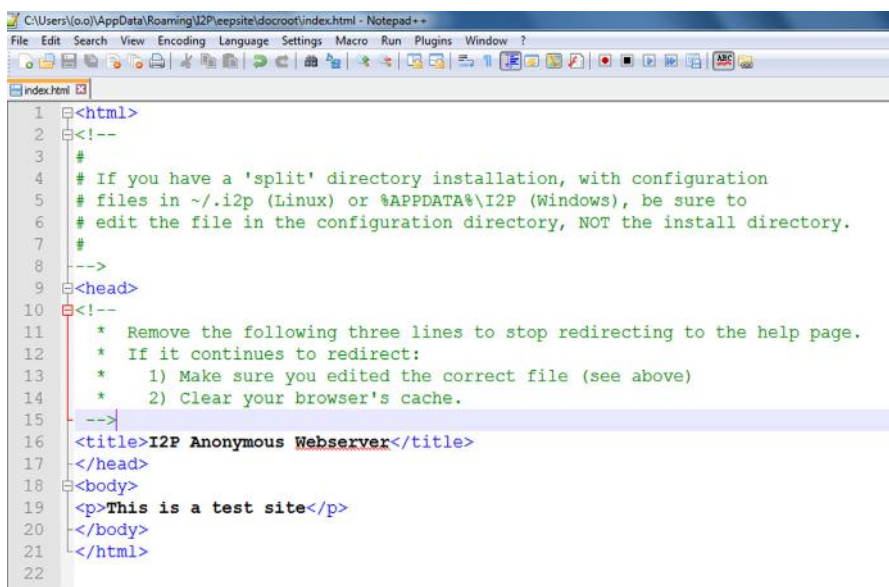 C:\Users\(o.o)\AppData\Roaming\I2P\eepsite\docroot\index.html - Notepad++
File Edit Search View Encoding Language Settings Macro Run Plugins Window ?
ABC
index.html
1 <html>
2 <!--
3 #
4 # If you have a 'split' directory installation, with configuration
5 # files in ~/.i2p (Linux) or %APPDATA%\I2P (Windows), be sure to
6 # edit the file in the configuration directory, NOT the install directory.
7 #
8 --->
9 <head>
10 <!--
11 * Remove the following three lines to stop redirecting to the help page.
12 * If it continues to redirect:
13 * 1) Make sure you edited the correct file (see above)
14 * 2) Clear your browser's cache.
15 -->
16 <title>I2P Anonymous Webserver</title>
17 </head>
18 <body>
19 <p>This is a test site</p>
20 </body>
21 </html>
22